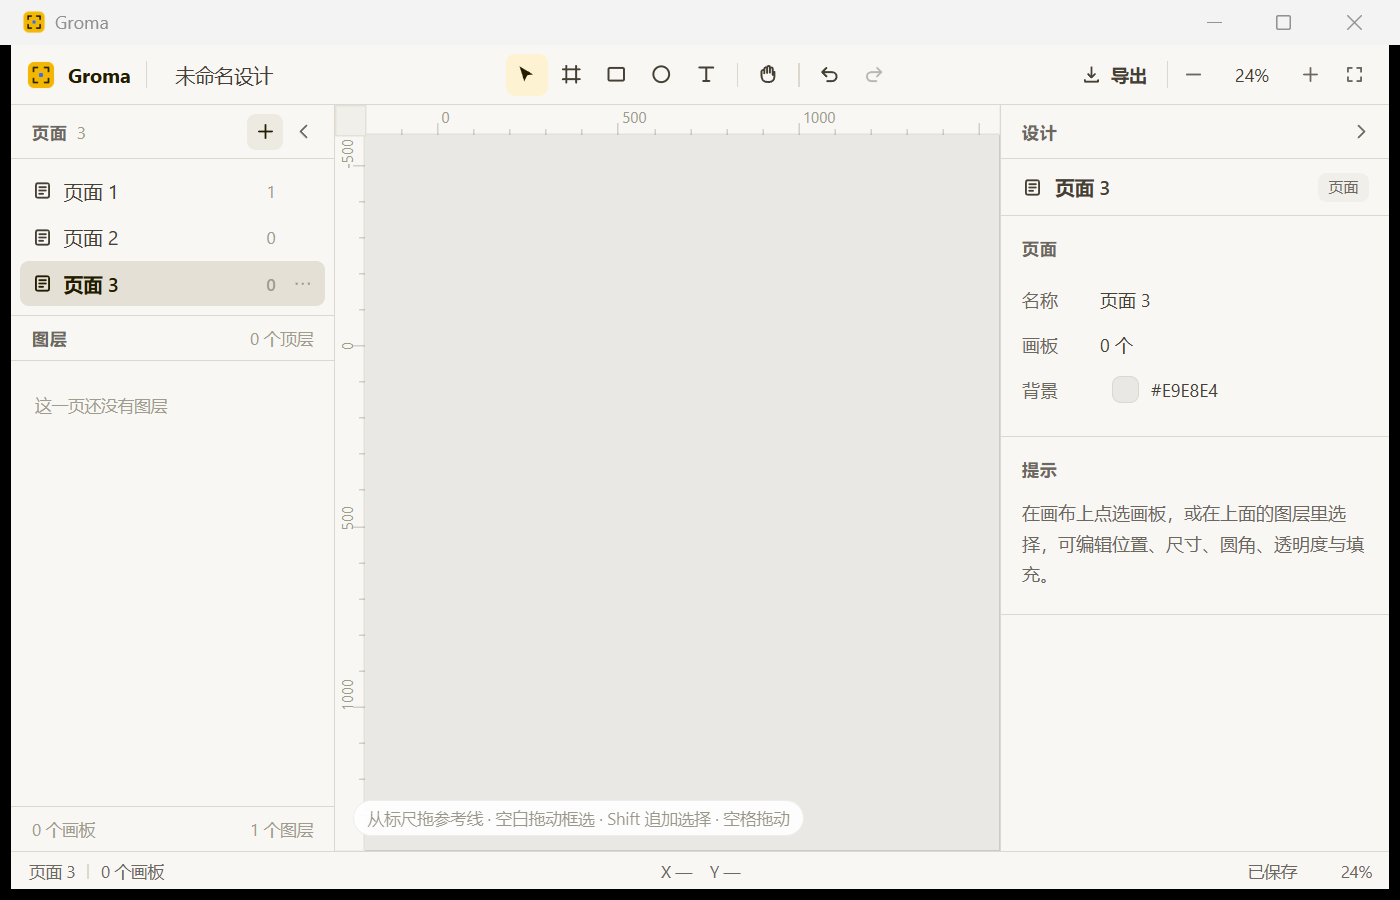 Groma
Groma 未命名设计 导出 24%
页面 3
页面 1 1
页面 2 0
页面 3 0 ···
图层 0 个顶层
这一页还没有图层
0 个画板 1 个图层
0 500 1000
-500
0
500
1000
从标尺拖参考线 · 空白拖动框选 · Shift 追加选择 · 空格拖动
设计
页面 3 页面
页面
名称 页面 3
画板 0 个
背景 #E9E8E4
提示
在画布上点选画板，或在上面的图层里选
择，可编辑位置、尺寸、圆角、透明度与填
充。
页面 3 0 个画板 X — Y — 已保存 24%